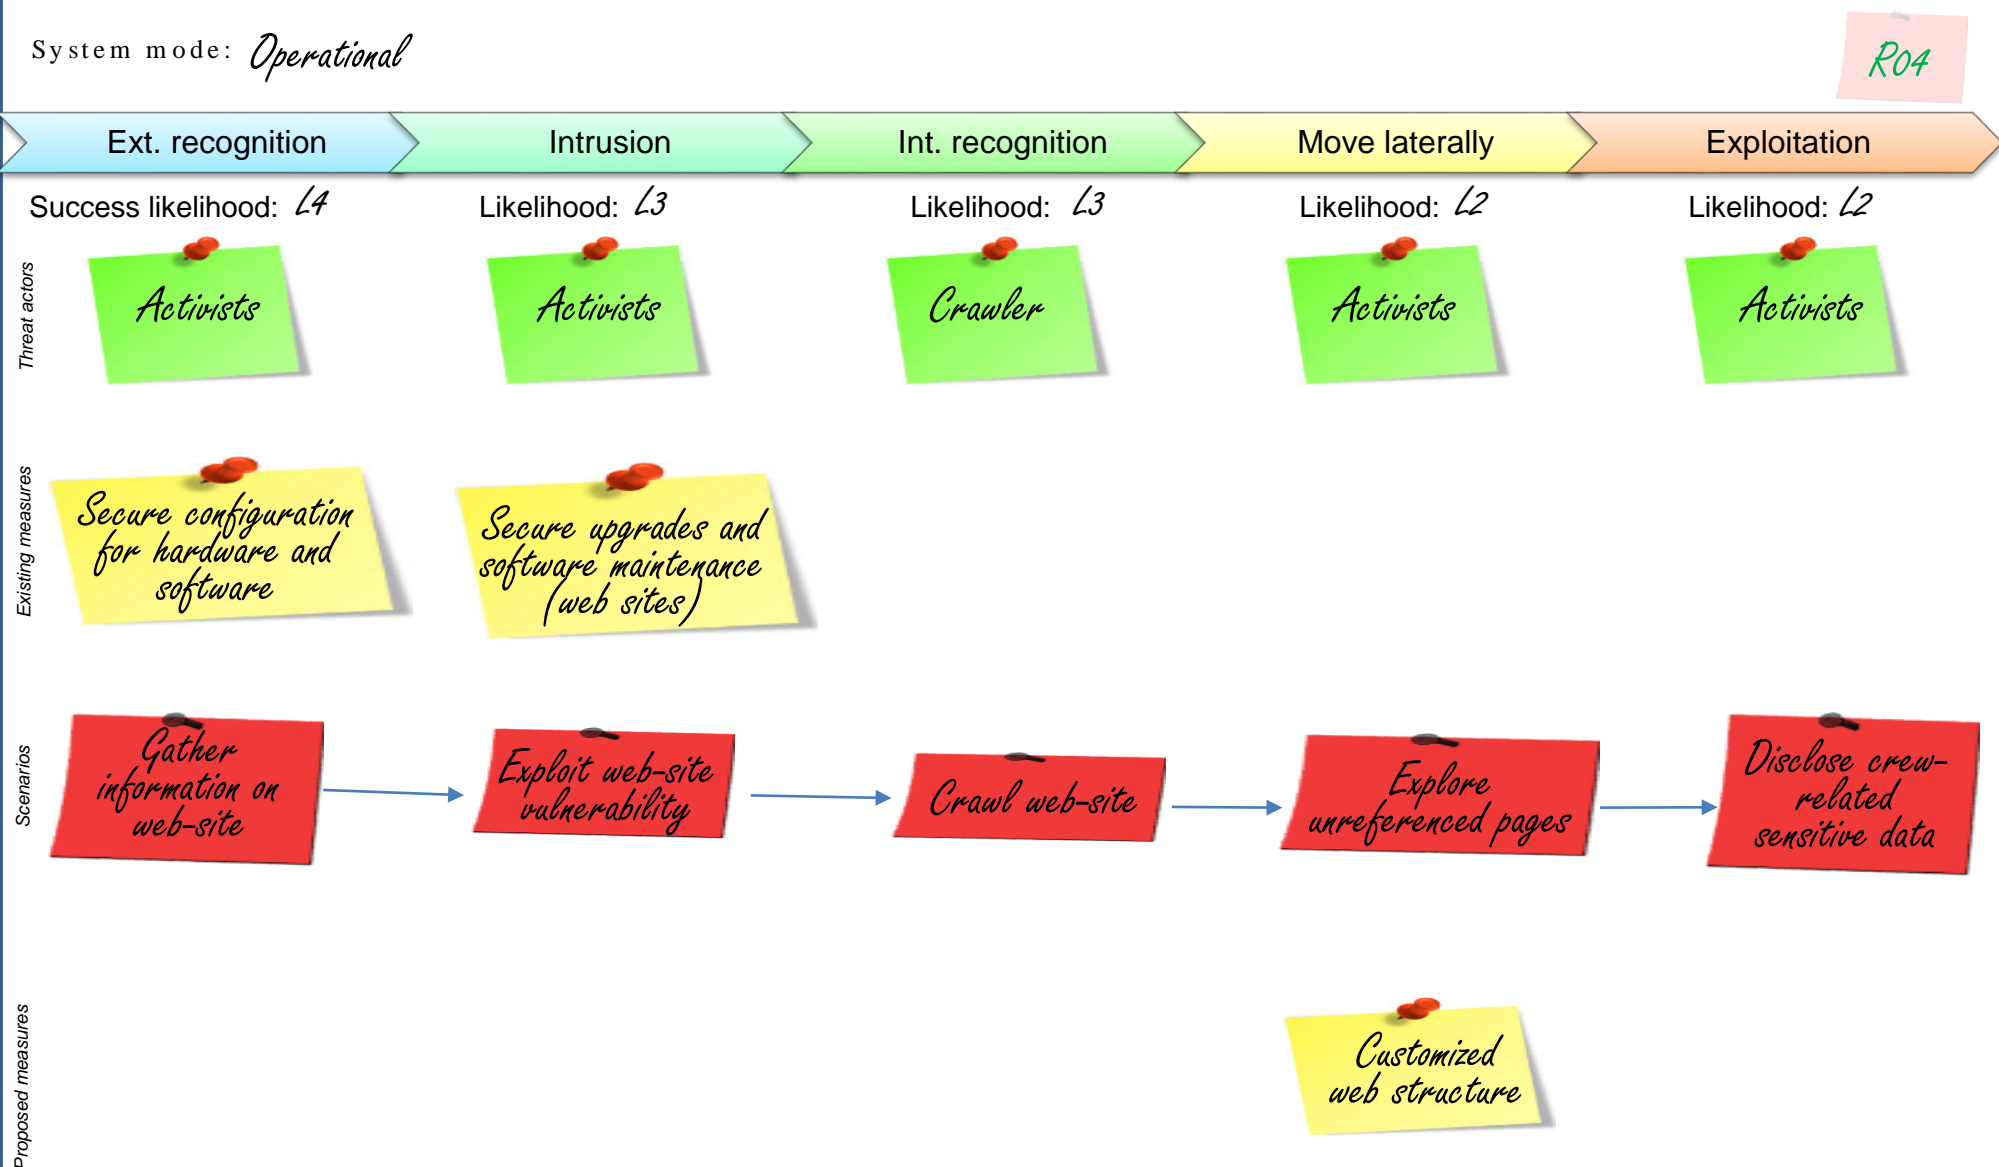 System mode: Operational
R04
Ext. recognition
Intrusion
Int. recognition
Move laterally
Exploitation
Success likelihood: L4
Likelihood: L3
Likelihood: L3
Likelihood: L2
Likelihood: L2
Threat actors
Activists
Activists
Crawler
Activists
Activists
Existing measures
Secure configuration
for hardware and
software
Secure upgrades and
software maintenance
(web sites)
Scenarios
Gather
information on
web-site
Exploit web-site
vulnerability
Crawl web-site
Explore
unreferenced pages
Disclose crew-
related
sensitive data
Proposed measures
Customized
web structure